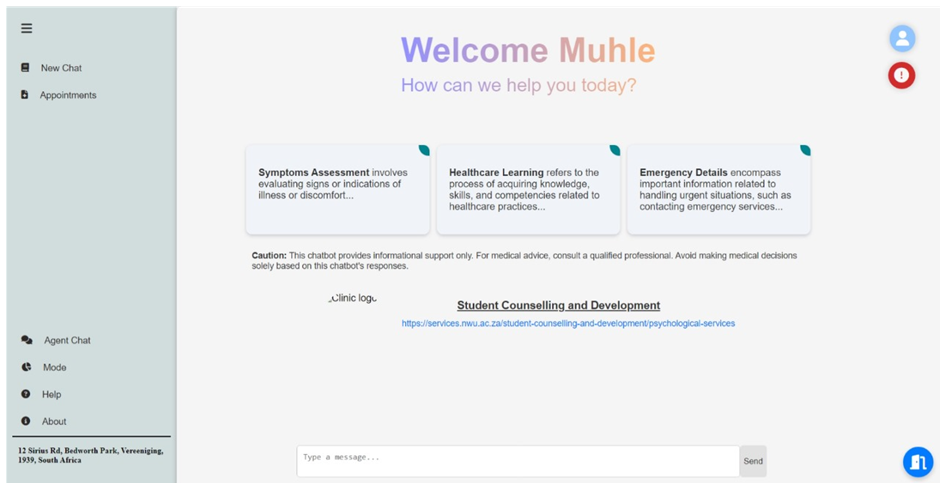 Welcome Muhle
How can we help you today?
New Chat
Appointments
Symptoms Assessment involves
evaluating signs or indications of
illness or discomfort...
Healthcare Learning refers to the
process of acquiring knowledge,
skills, and competencies related to
healthcare practices...
Emergency Details encompass
important information related to
handling urgent situations, such as
contacting emergency services...
Caution: This chatbot provides informational support only. For medical advice, consult a qualified professional. Avoid making medical decisions
solely based on this chatbot's responses.
Clinic logo
Student Counselling and Development
https://services.nwu.ac.za/student-counselling-and-development/psychological-services
Agent Chat
Mode
Help
About
12 Sirius Rd, Bedworth Park, Vereeniging,
1939, South Africa
Type a message...
Send